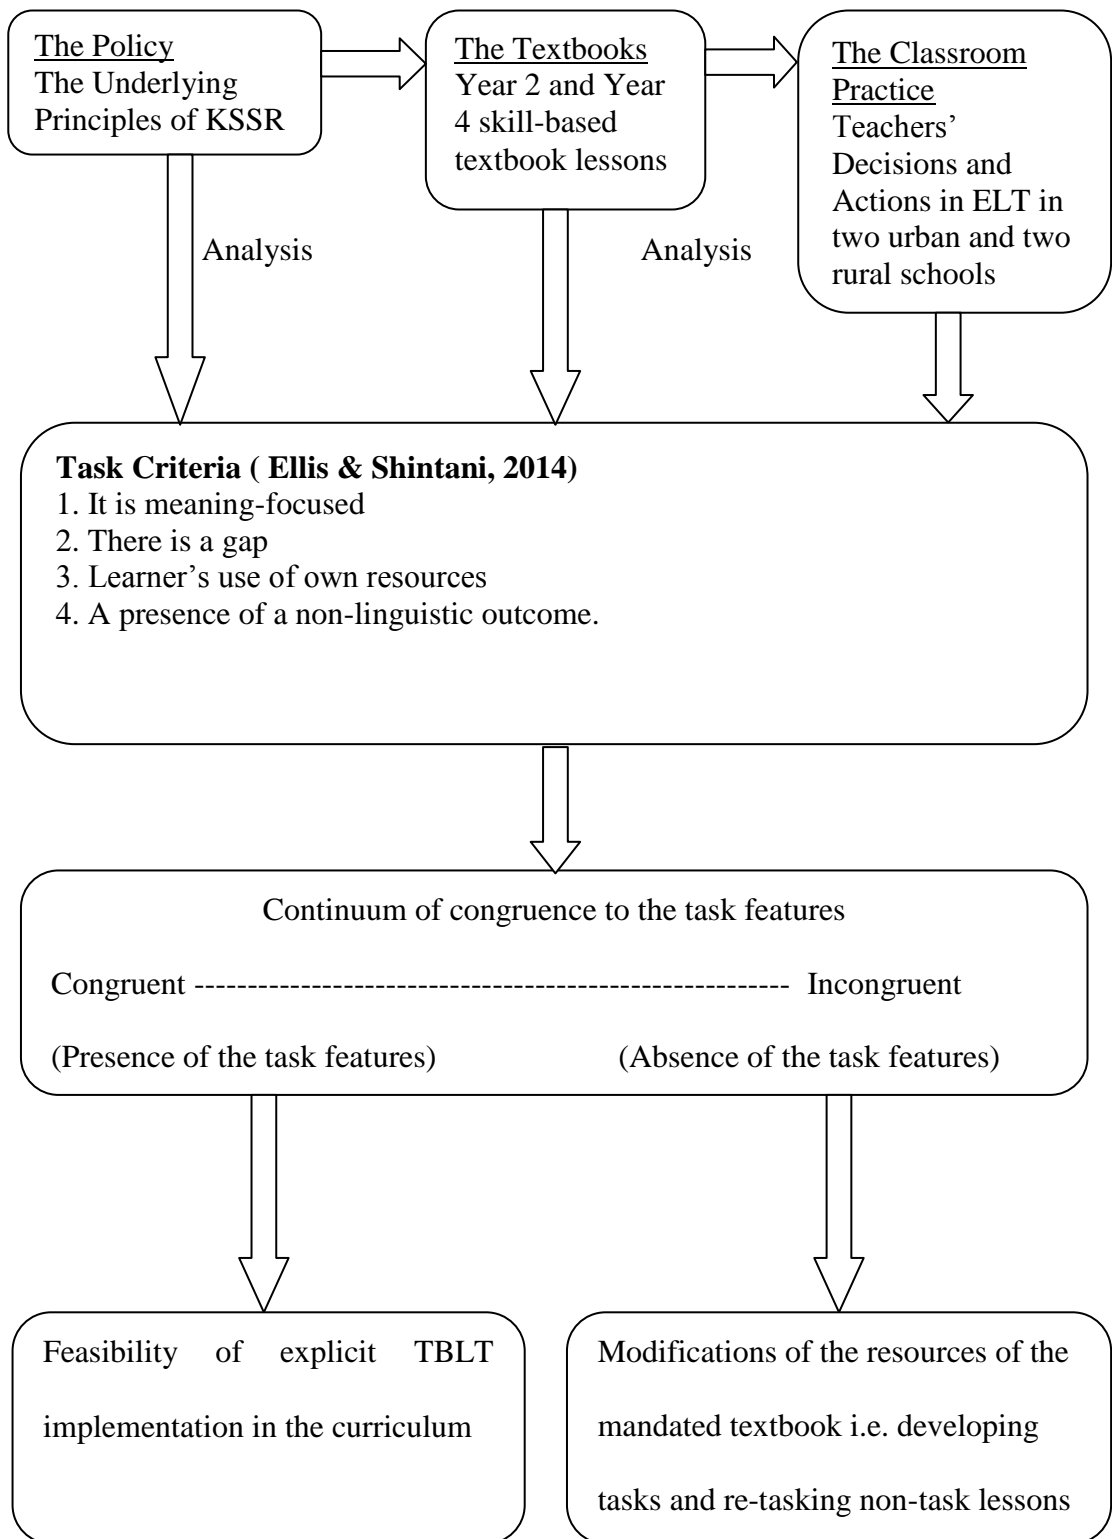 The Policy
The Underlying
Principles of KSSR
The Textbooks
Year 2 and Year
4 skill-based
textbook lessons
The Classroom
Practice
Teachers’
Decisions and
Actions in ELT in
two urban and two
rural schools
Analysis
Analysis
Task Criteria ( Ellis & Shintani, 2014)
1. It is meaning-focused
2. There is a gap
3. Learner’s use of own resources
4. A presence of a non-linguistic outcome.
Continuum of congruence to the task features
Congruent -------------------------------------------------------- Incongruent
(Presence of the task features) (Absence of the task features)
Feasibility of explicit TBLT
implementation in the curriculum
Modifications of the resources of the
mandated textbook i.e. developing
tasks and re-tasking non-task lessons